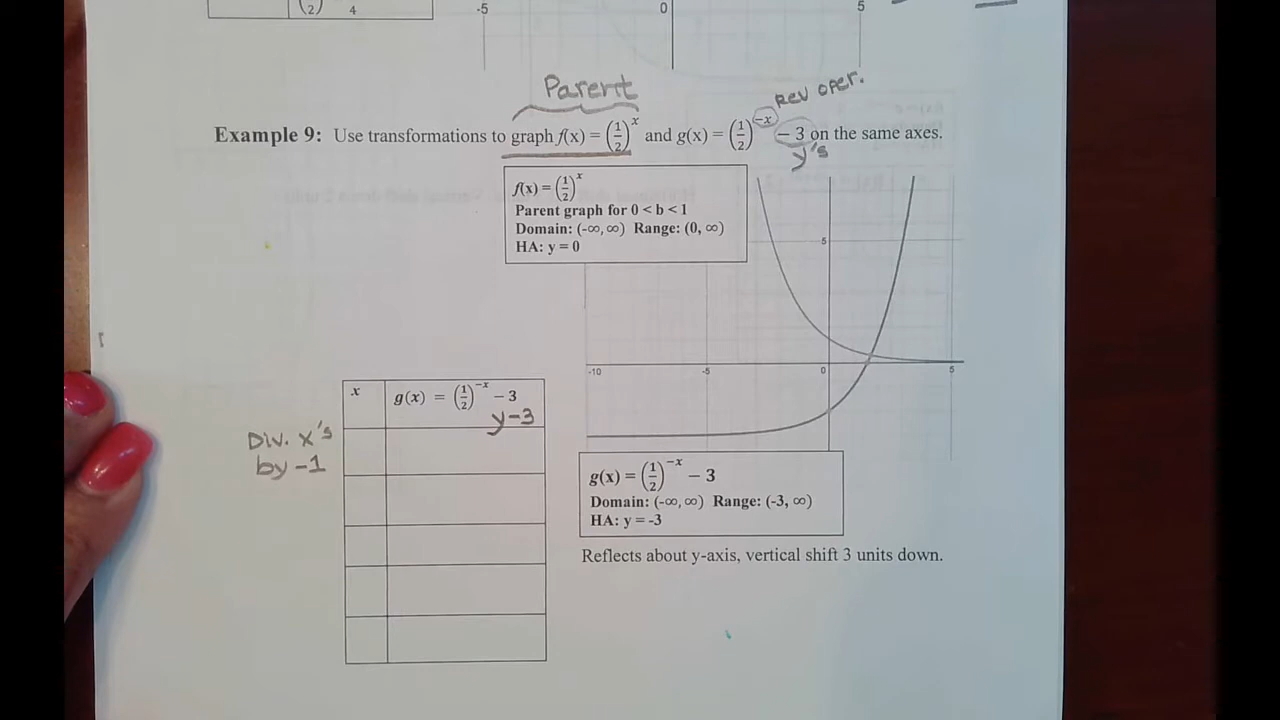 (2) 4
-5 0 5
Parent
Rev oper.
Example 9: Use transformations to graph f(x) = (1/2)^x and g(x) = (1/2)^-x - 3 on the same axes.
y's
f(x) = (1/2)^x
Parent graph for 0 < b < 1
Domain: (-∞, ∞) Range: (0, ∞)
HA: y = 0
5
-10 -5 0 5
x g(x) = (1/2)^-x - 3
y-3
Div. x's
by -1
g(x) = (1/2)^-x - 3
Domain: (-∞, ∞) Range: (-3, ∞)
HA: y = -3
Reflects about y-axis, vertical shift 3 units down.